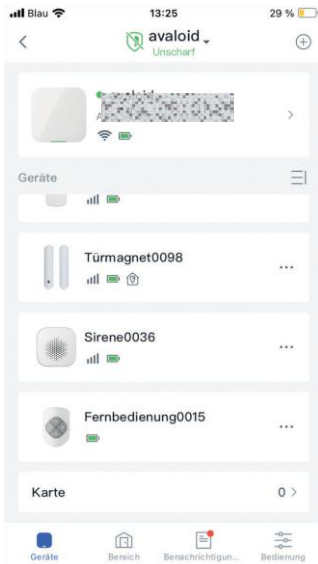 Blau
13:25
29 %
avaloid
Unscharf
Geräte
Türmagnet0098
Sirene0036
Fernbedienung0015
Karte
0
Geräte
Bereich
Benachrichtigun...
Bedienung